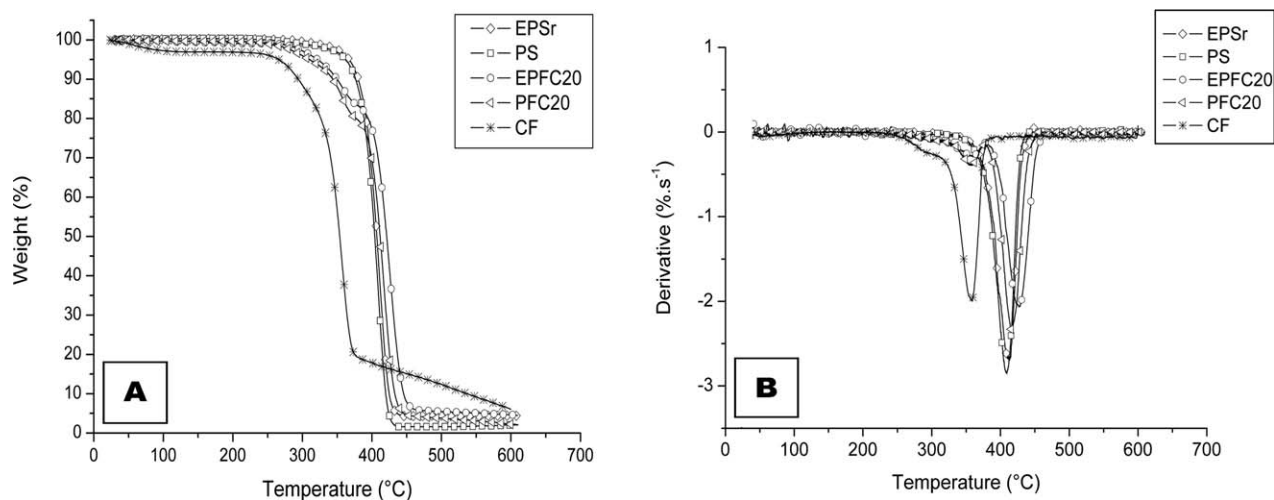 EPSr
PS
EPFC20
PFC20
CF
100
90
80
70
60
50
40
30
20
10
0
Weight (%)
A
0 100 200 300 400 500 600 700
Temperature (°C)
EPSr
PS
EPFC20
PFC20
CF
1
0
-1
-2
-3
Derivative (%.s⁻¹)
B
0 100 200 300 400 500 600 700
Temperature (°C)